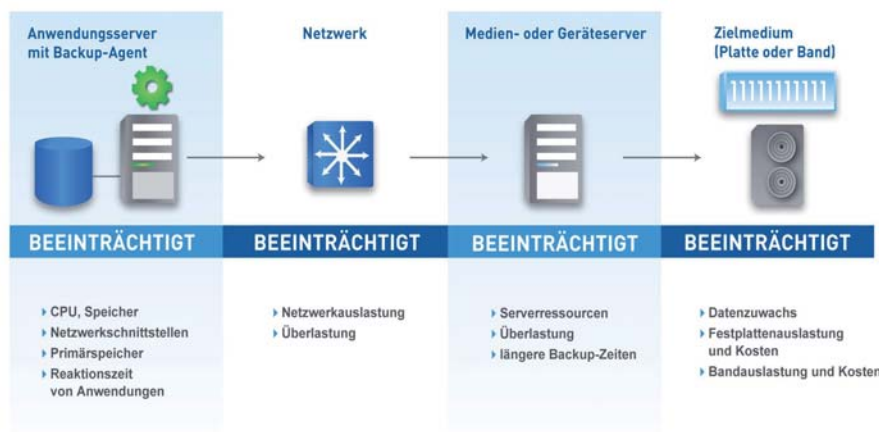 Anwendungsserver
mit Backup-Agent
Netzwerk
Medien- oder Geräteserver
Zielmedium
(Platte oder Band)
BEEINTRÄCHTIGT
BEEINTRÄCHTIGT
BEEINTRÄCHTIGT
BEEINTRÄCHTIGT
CPU, Speicher
Netzwerkschnittstellen
Primärspeicher
Reaktionszeit
von Anwendungen
Netzwerkauslastung
Überlastung
Serverressourcen
Überlastung
längere Backup-Zeiten
Datenzuwachs
Festplattenauslastung
und Kosten
Bandauslastung und Kosten